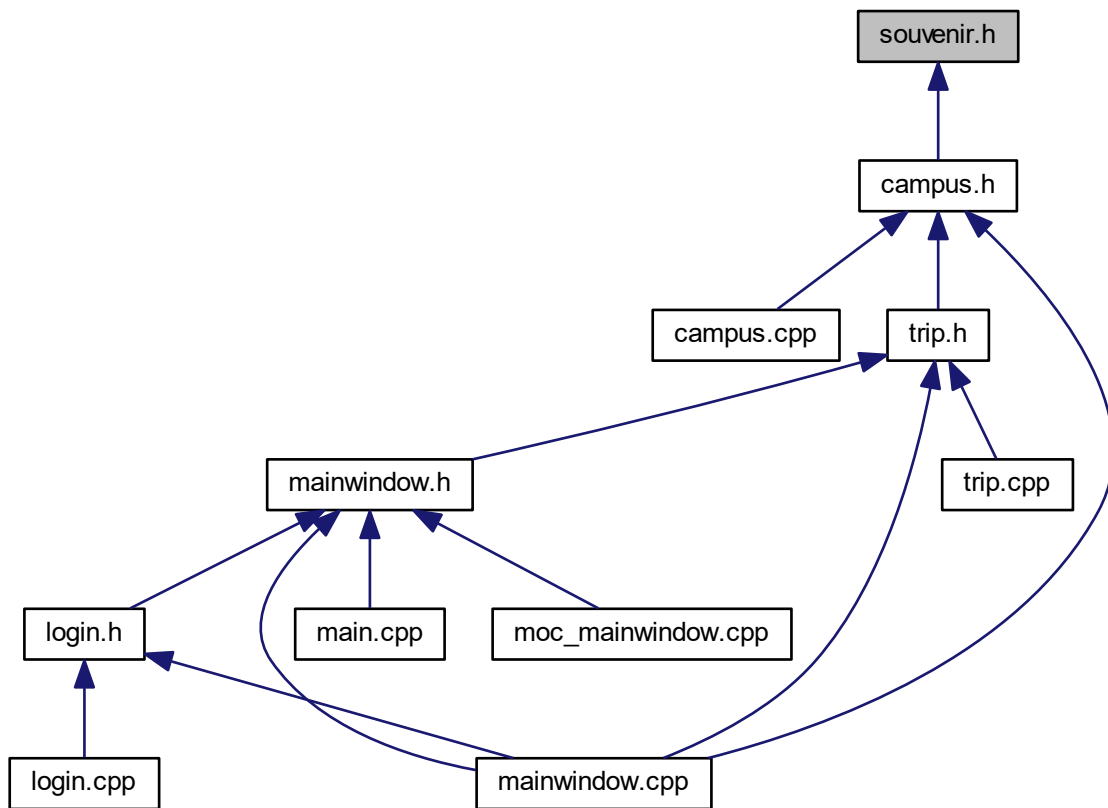 souvenir.h
campus.h
campus.cpp
trip.h
mainwindow.h
trip.cpp
login.h
main.cpp
moc_mainwindow.cpp
login.cpp
mainwindow.cpp